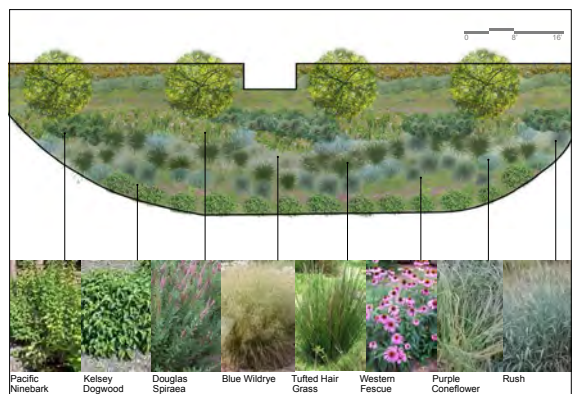 0 8' 16'
Pacific Ninebark
Kelsey Dogwood
Douglas Spiraea
Blue Wildrye
Tufted Hair Grass
Western Fescue
Purple Coneflower
Rush